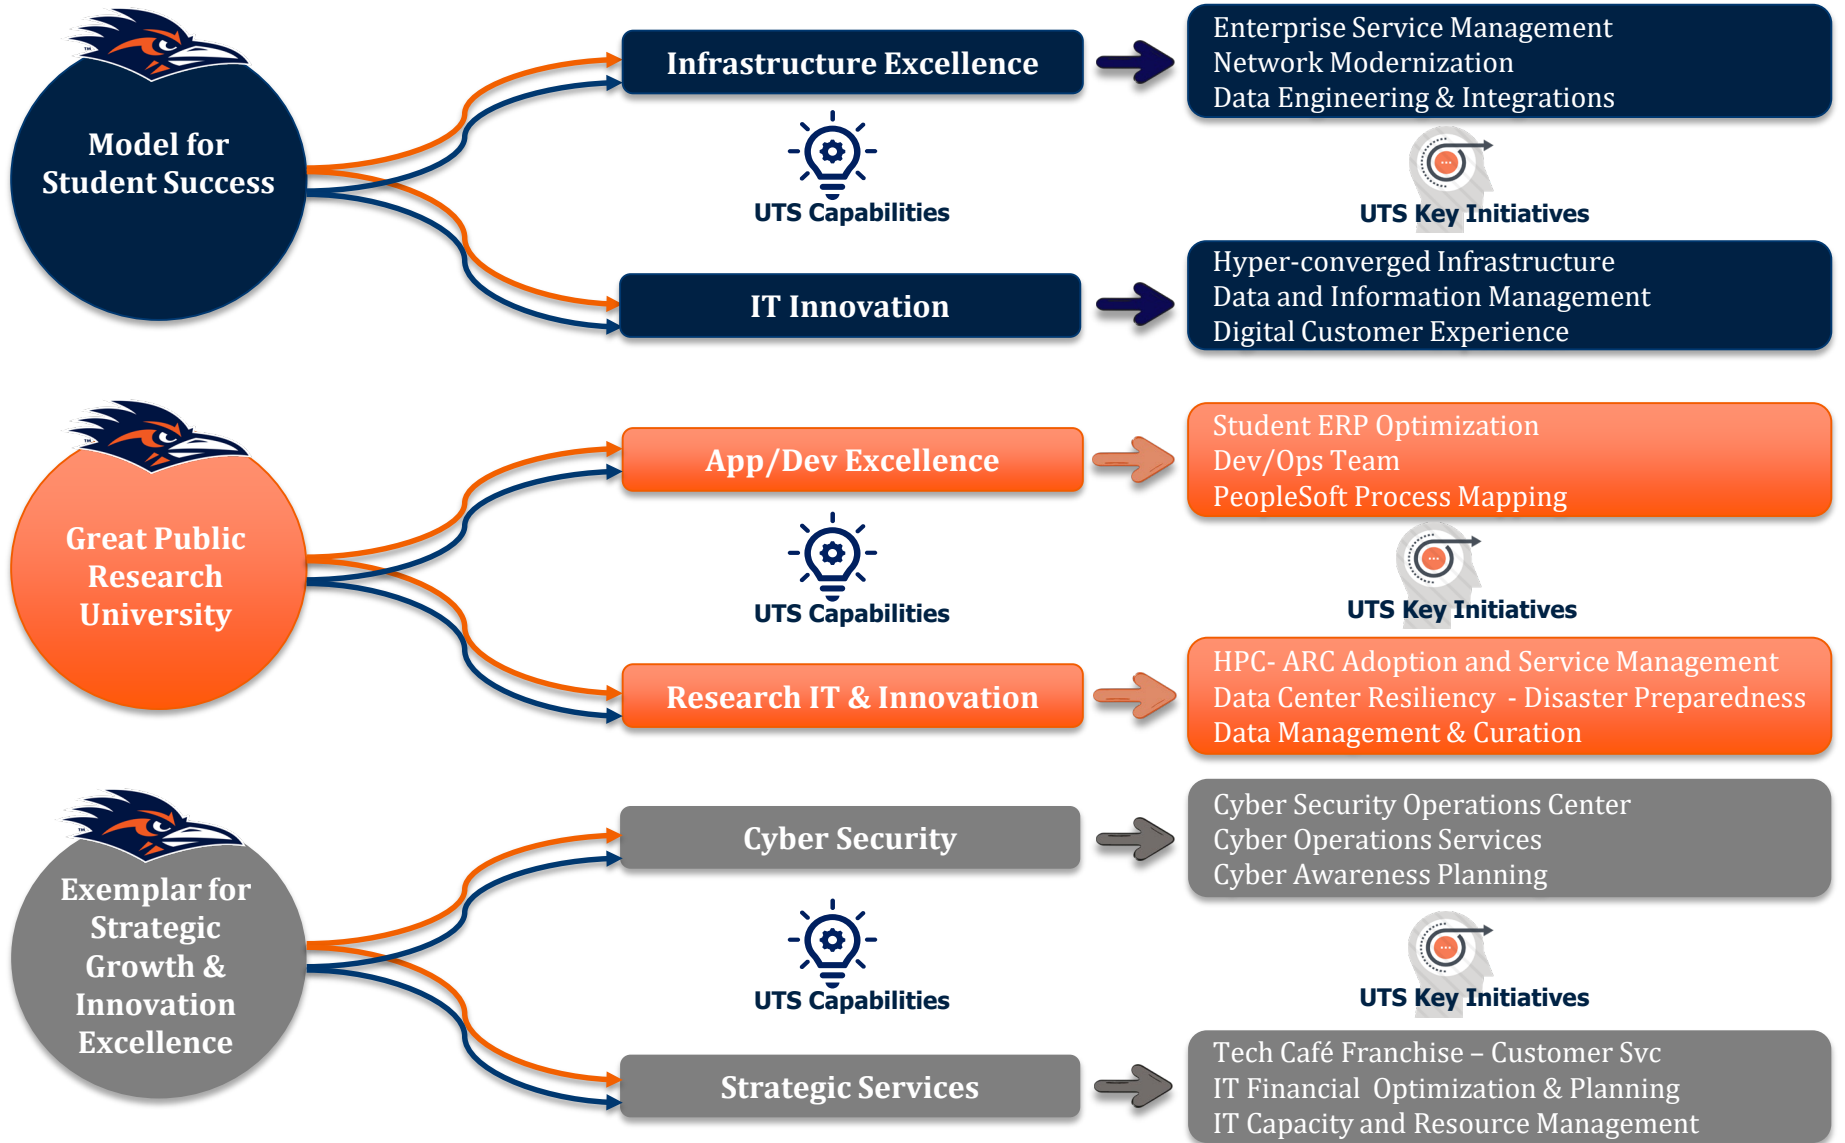 Model for
Student Success
Infrastructure Excellence
Enterprise Service Management
Network Modernization
Data Engineering & Integrations
UTS Capabilities
UTS Key Initiatives
IT Innovation
Hyper-converged Infrastructure
Data and Information Management
Digital Customer Experience
Great Public
Research
University
App/Dev Excellence
Student ERP Optimization
Dev/Ops Team
PeopleSoft Process Mapping
UTS Capabilities
UTS Key Initiatives
Research IT & Innovation
HPC- ARC Adoption and Service Management
Data Center Resiliency - Disaster Preparedness
Data Management & Curation
Exemplar for
Strategic
Growth &
Innovation
Excellence
Cyber Security
Cyber Security Operations Center
Cyber Operations Services
Cyber Awareness Planning
UTS Capabilities
UTS Key Initiatives
Strategic Services
Tech Café Franchise – Customer Svc
IT Financial Optimization & Planning
IT Capacity and Resource Management